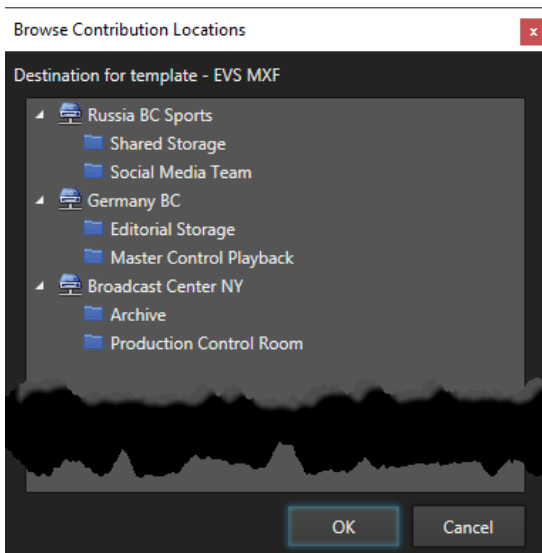 Browse Contribution Locations
x
Destination for template - EVS MXF
Russia BC Sports
Shared Storage
Social Media Team
Germany BC
Editorial Storage
Master Control Playback
Broadcast Center NY
Archive
Production Control Room
OK Cancel